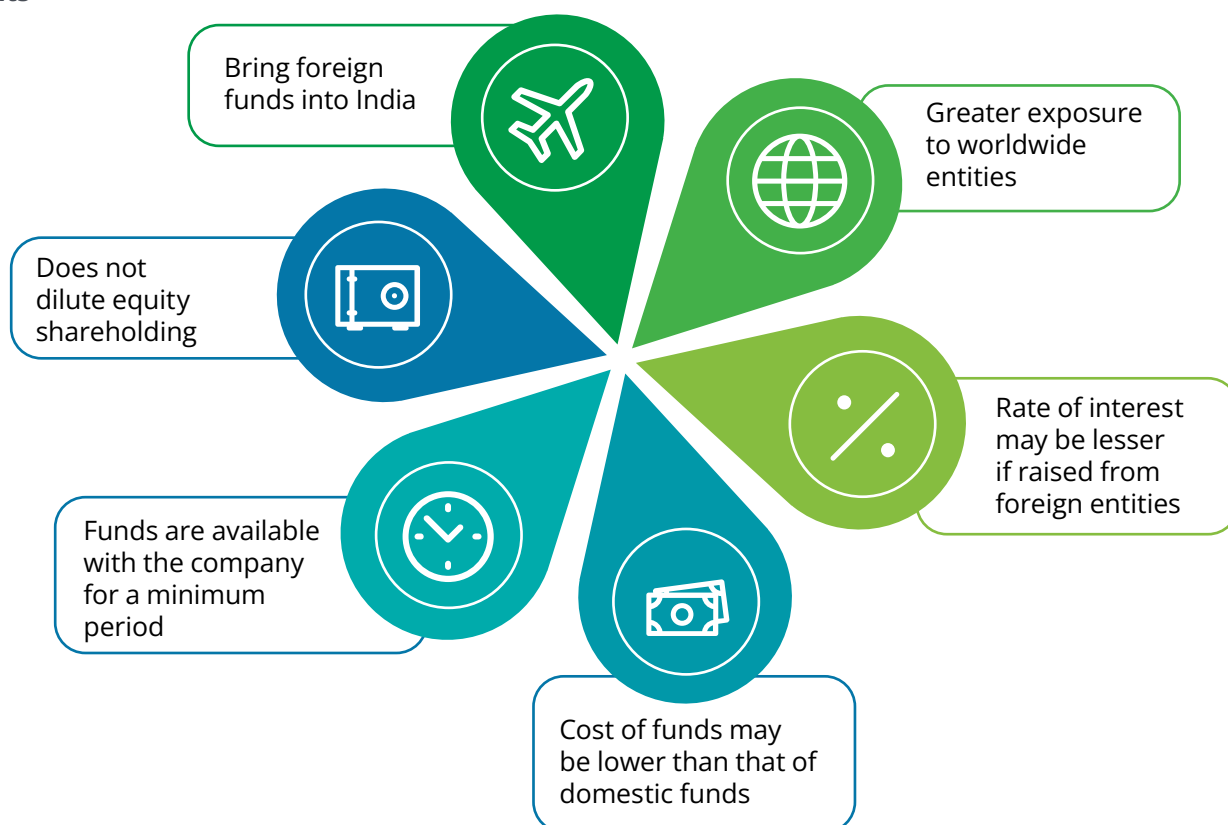 Bring foreign
funds into India
Greater exposure
to worldwide
entities
Rate of interest
may be lesser
if raised from
foreign entities
Cost of funds may
be lower than that of
domestic funds
Funds are available
with the company
for a minimum
period
Does not
dilute equity
shareholding